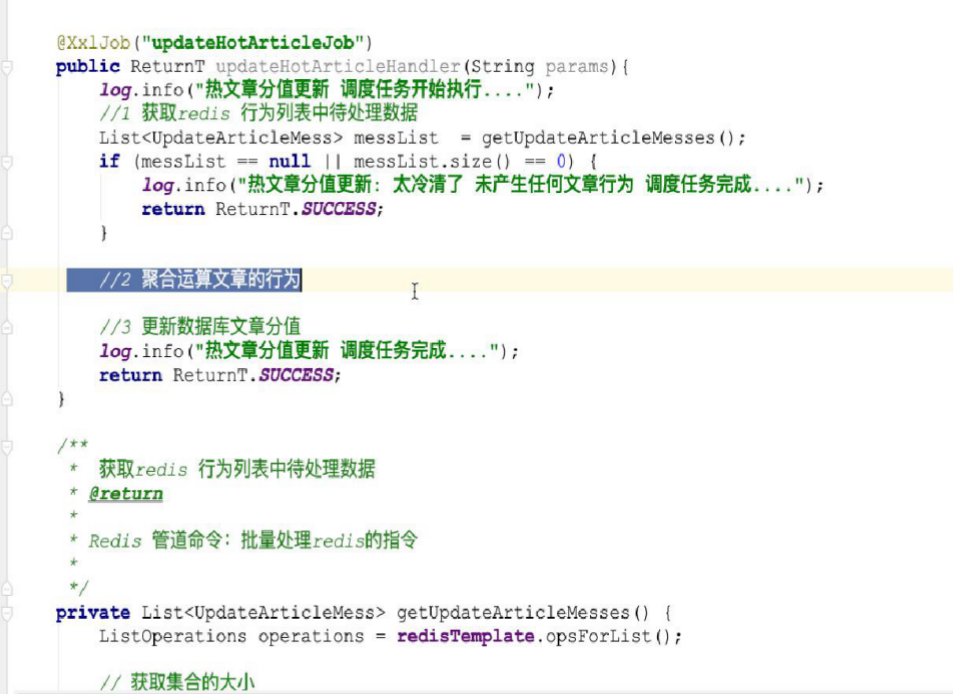 @XxlJob("updateHotArticleJob")
public ReturnT updateHotArticleHandler(String params){
log.info("热文章分值更新 调度任务开始执行....");
//1 获取redis 行为列表中待处理数据
List<UpdateArticleMess> messList = getUpdateArticleMesses();
if (messList == null || messList.size() == 0) {
log.info("热文章分值更新: 太冷清了 未产生任何文章行为 调度任务完成....");
return ReturnT.SUCCESS;
}
//2 聚合运算文章的行为
//3 更新数据库文章分值
log.info("热文章分值更新 调度任务完成....");
return ReturnT.SUCCESS;
}
/**
* 获取redis 行为列表中待处理数据
* @return
*
* Redis 管道命令: 批量处理redis的指令
*
*/
private List<UpdateArticleMess> getUpdateArticleMesses() {
ListOperations operations = redisTemplate.opsForList();
// 获取集合的大小